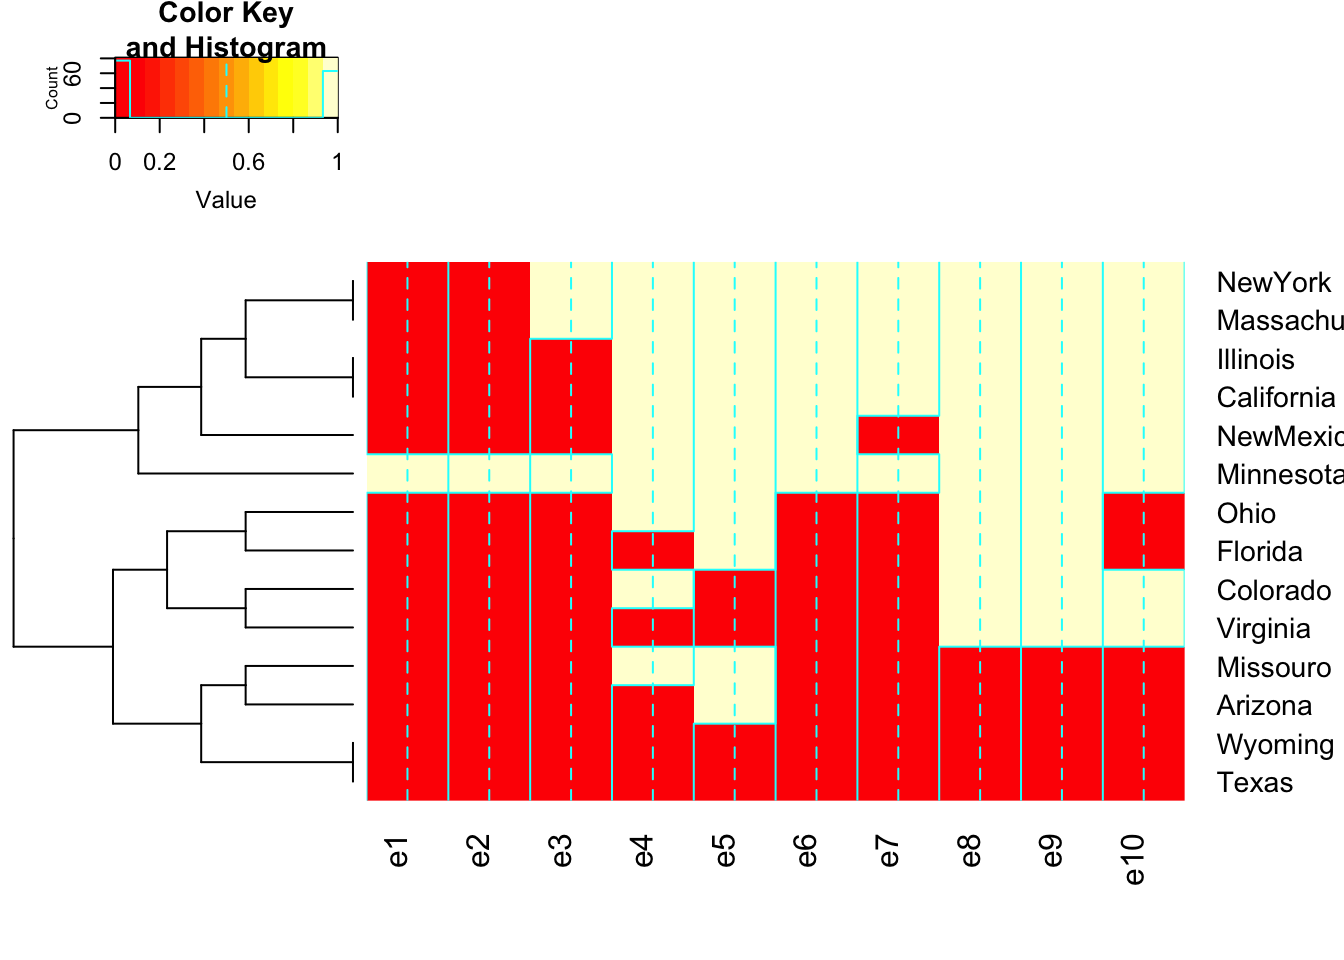 Color Key
and Histogram
Count
0 60
0 0.2 0.6 1
Value
NewYork
Massachu
Illinois
California
NewMexic
Minnesota
Ohio
Florida
Colorado
Virginia
Missouro
Arizona
Wyoming
Texas
e1 e2 e3 e4 e5 e6 e7 e8 e9 e10